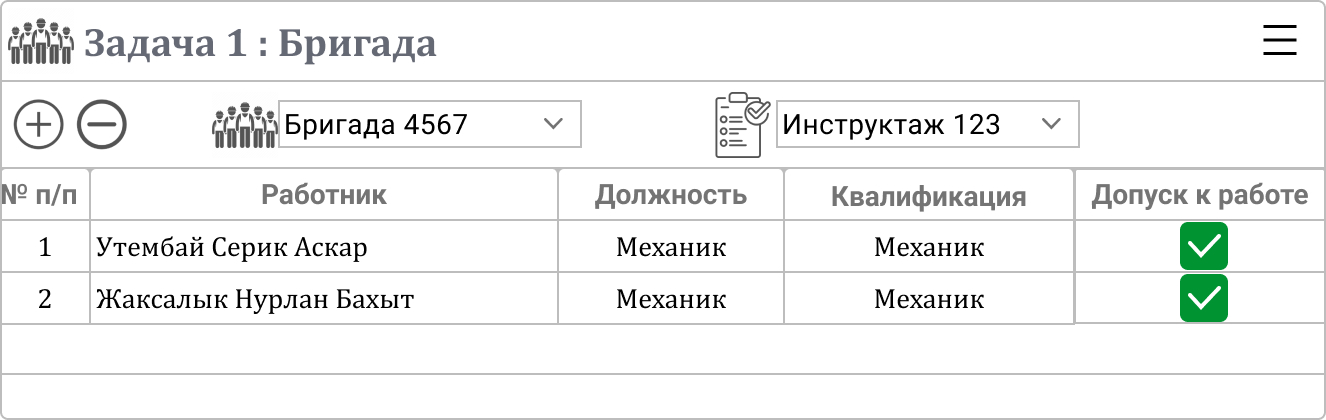 Задача 1 : Бригада
Бригада 4567
Инструктаж 123
№ п/п Работник Должность Квалификация Допуск к работе
1 Утембай Серик Аскар Механик Механик
2 Жаксалык Нурлан Бахыт Механик Механик